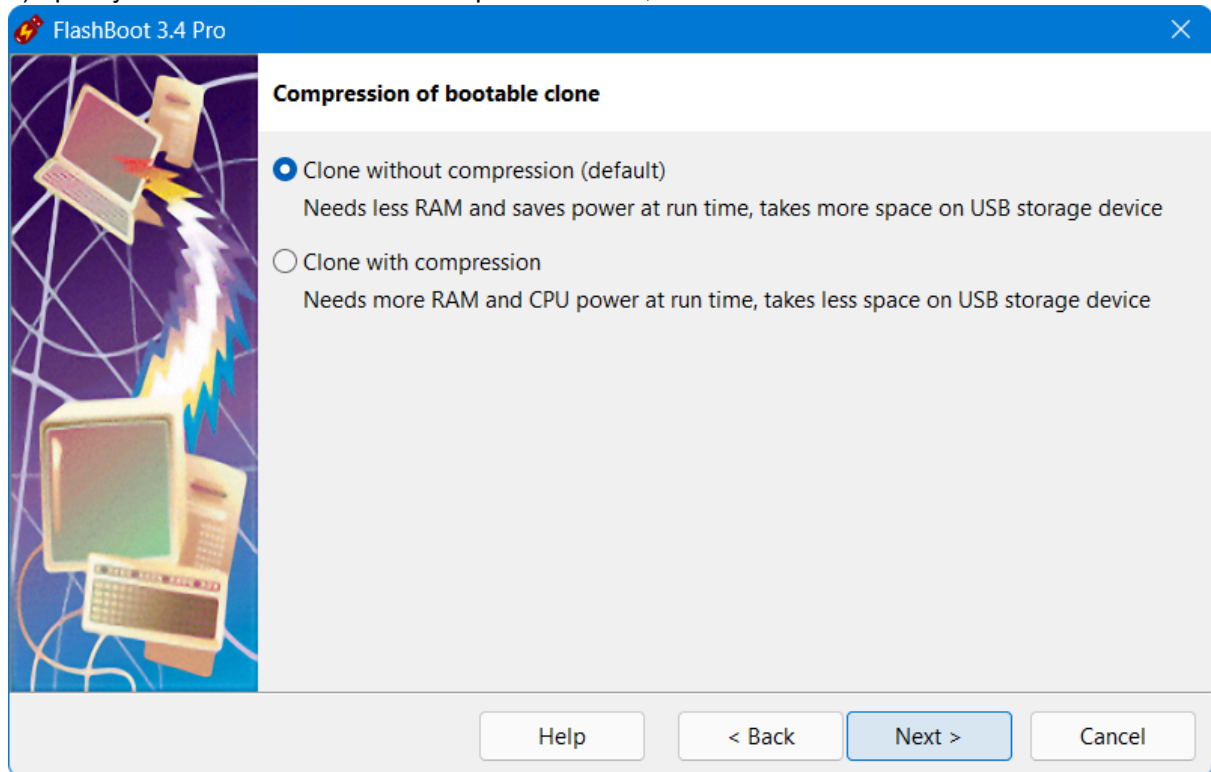 FlashBoot 3.4 Pro
Compression of bootable clone
Clone without compression (default)
Needs less RAM and saves power at run time, takes more space on USB storage device
Clone with compression
Needs more RAM and CPU power at run time, takes less space on USB storage device
Help
< Back
Next >
Cancel